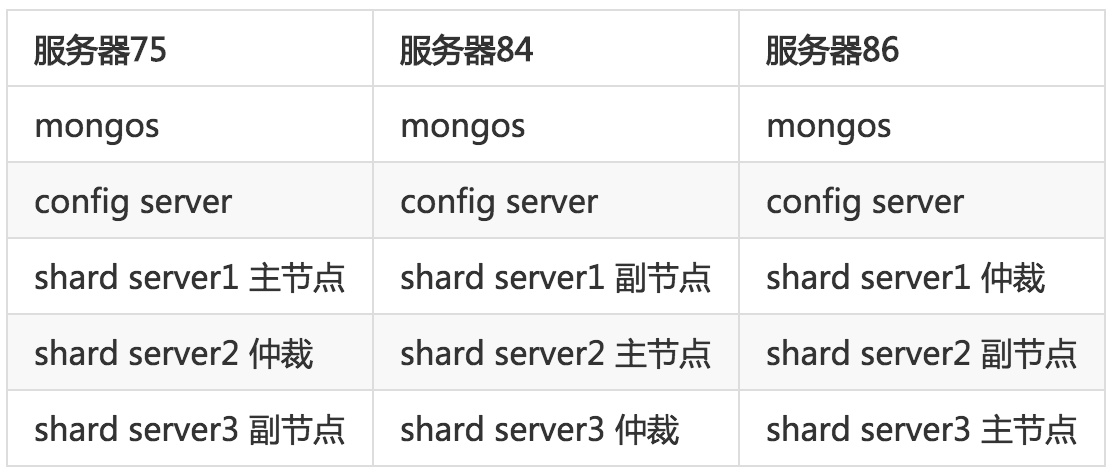 服务器75 服务器84 服务器86
mongos mongos mongos
config server config server config server
shard server1 主节点 shard server1 副节点 shard server1 仲裁
shard server2 仲裁 shard server2 主节点 shard server2 副节点
shard server3 副节点 shard server3 仲裁 shard server3 主节点